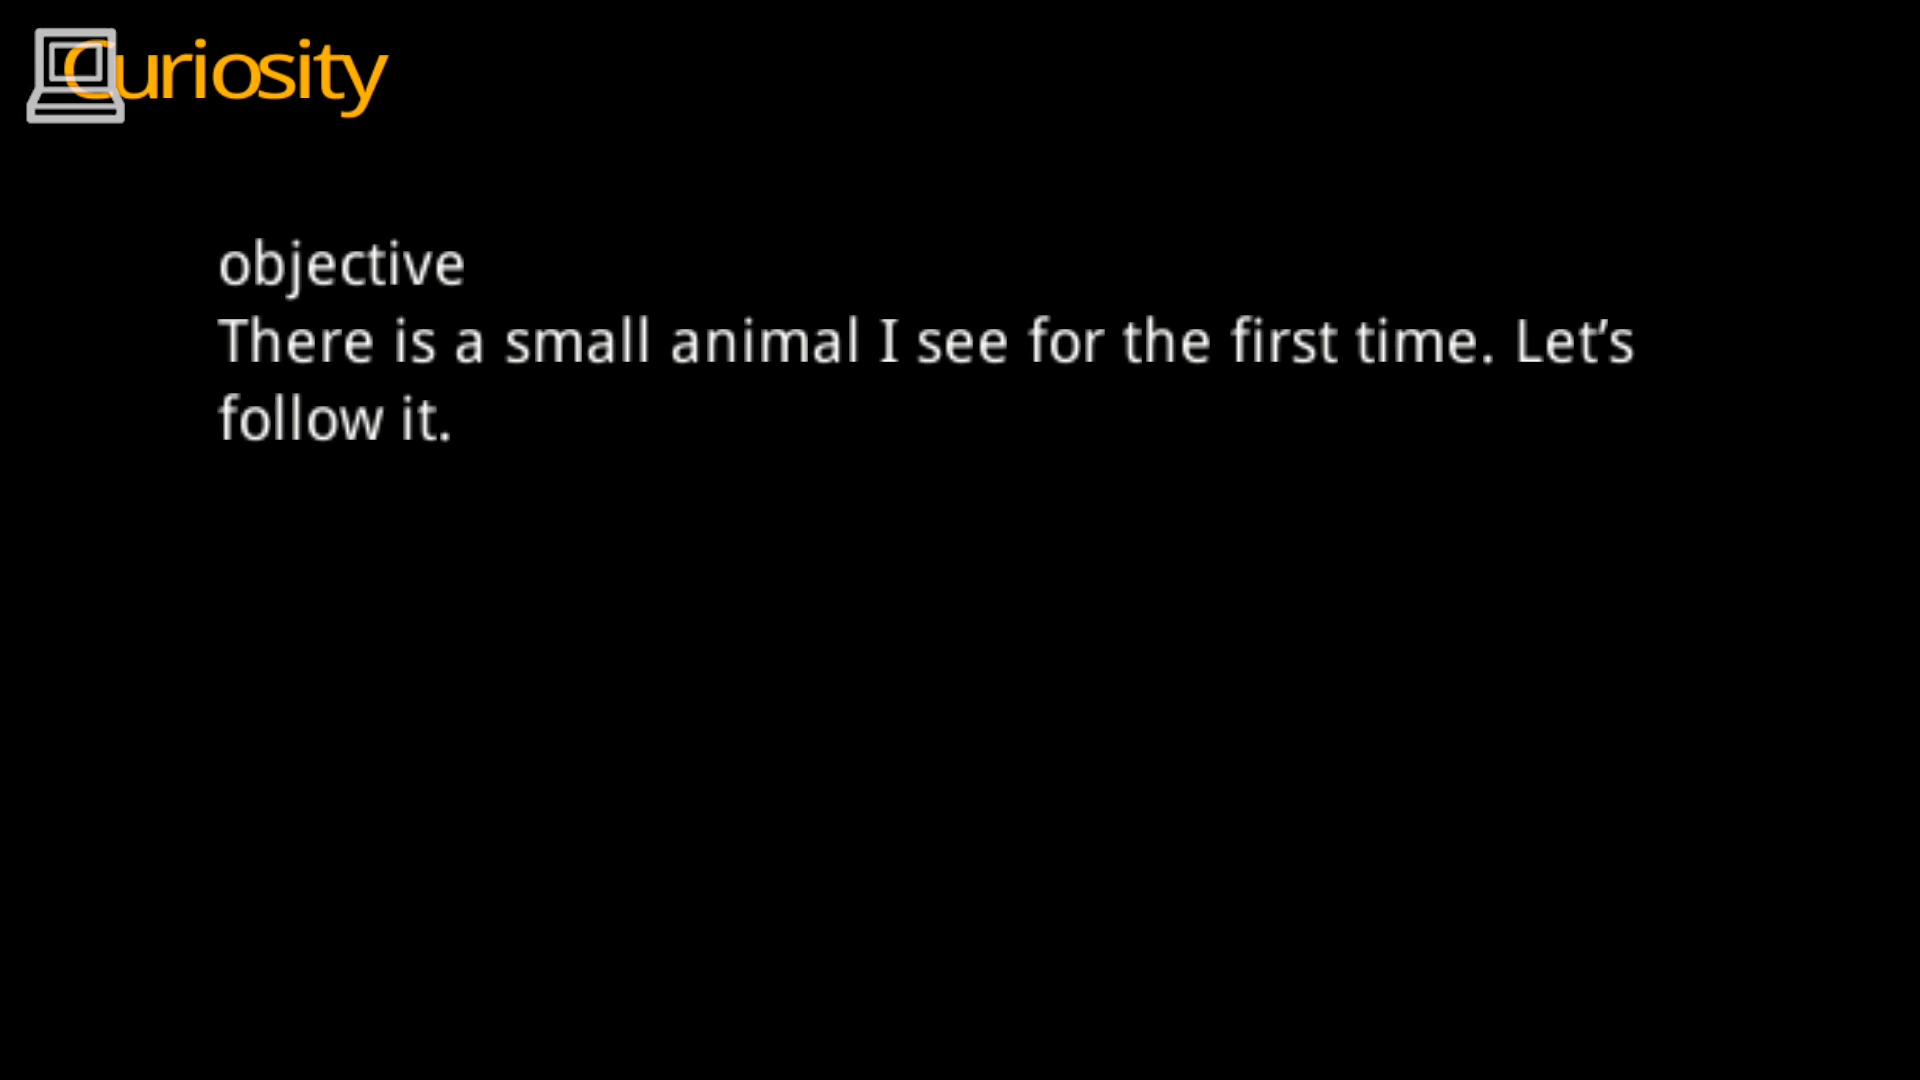 Curiosity
objective
There is a small animal I see for the first time. Let’s
follow it.